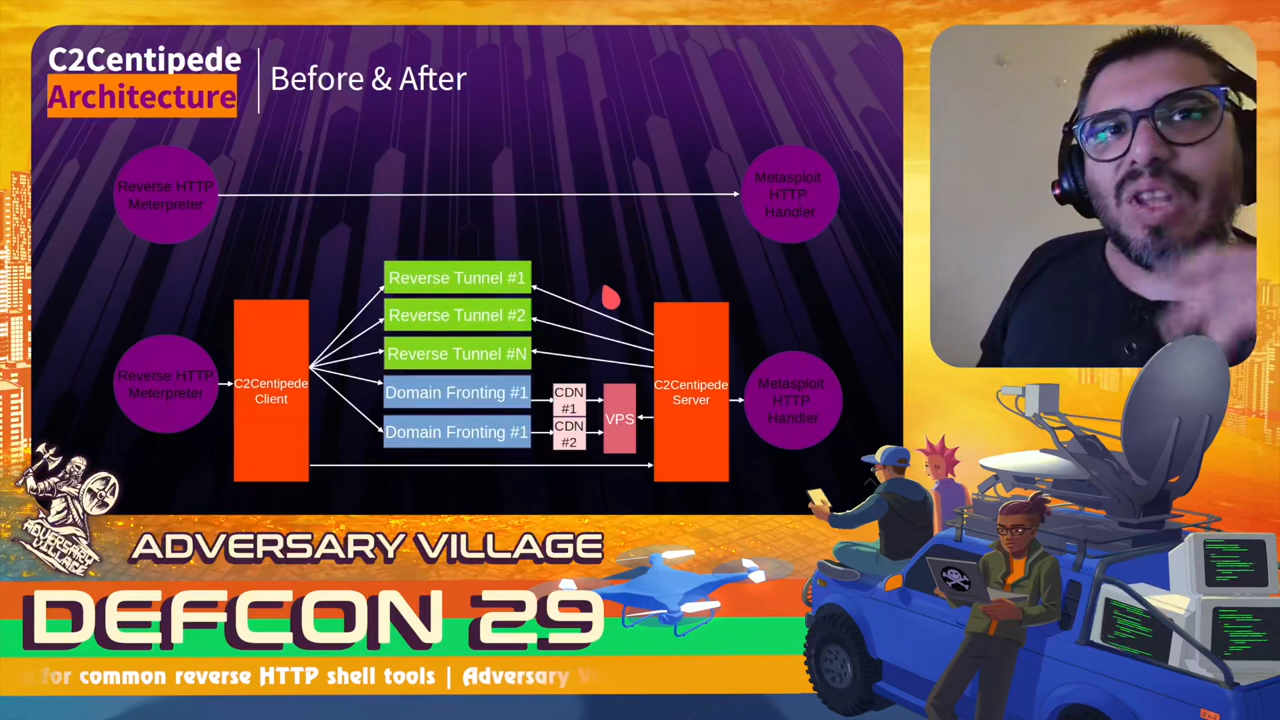 C2Centipede
Architecture
Before & After
Reverse HTTP
Meterpreter
Metasploit
HTTP
Handler
Reverse Tunnel #1
Reverse Tunnel #2
Reverse Tunnel #N
Domain Fronting #1
Domain Fronting #1
CDN
#1
CDN
#2
VPS
Reverse HTTP
Meterpreter
C2Centipede
Client
C2Centipede
Server
Metasploit
HTTP
Handler
ADVERSARY
VILLAGE
ADVERSARY VILLAGE
DEFCON 29
for common reverse HTTP shell tools | Adversary V